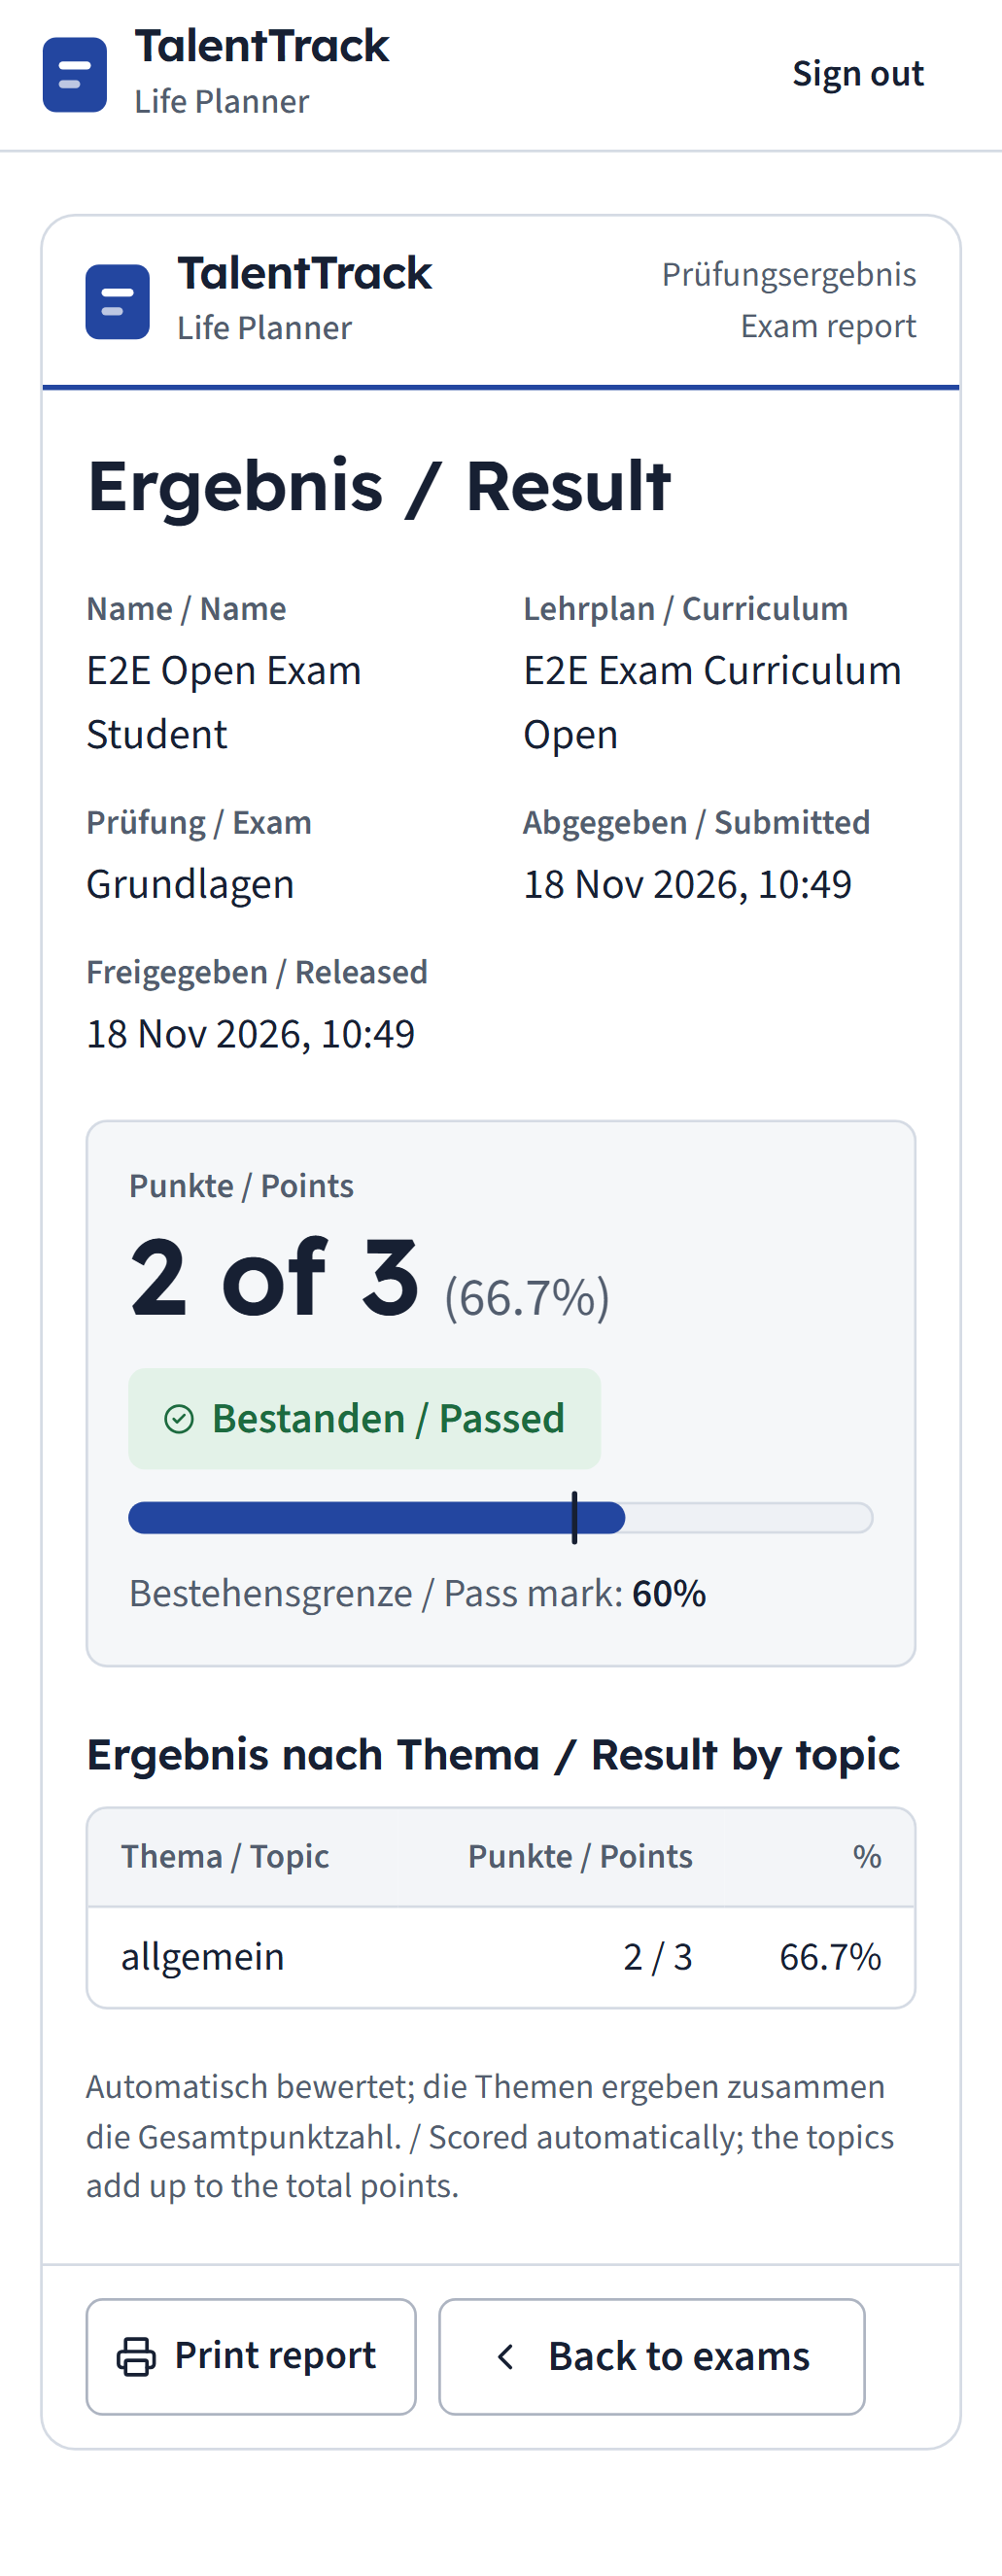 TalentTrack
Life Planner
Sign out
TalentTrack
Life Planner
Prüfungsergebnis
Exam report
Ergebnis / Result
Name / Name
E2E Open Exam
Student
Lehrplan / Curriculum
E2E Exam Curriculum
Open
Prüfung / Exam
Grundlagen
Abgegeben / Submitted
18 Nov 2026, 10:49
Freigegeben / Released
18 Nov 2026, 10:49
Punkte / Points
2 of 3 (66.7%)
Bestanden / Passed
Bestehensgrenze / Pass mark: 60%
Ergebnis nach Thema / Result by topic
Thema / Topic Punkte / Points %
allgemein 2 / 3 66.7%
Automatisch bewertet; die Themen ergeben zusammen
die Gesamtpunktzahl. / Scored automatically; the topics
add up to the total points.
Print report
Back to exams